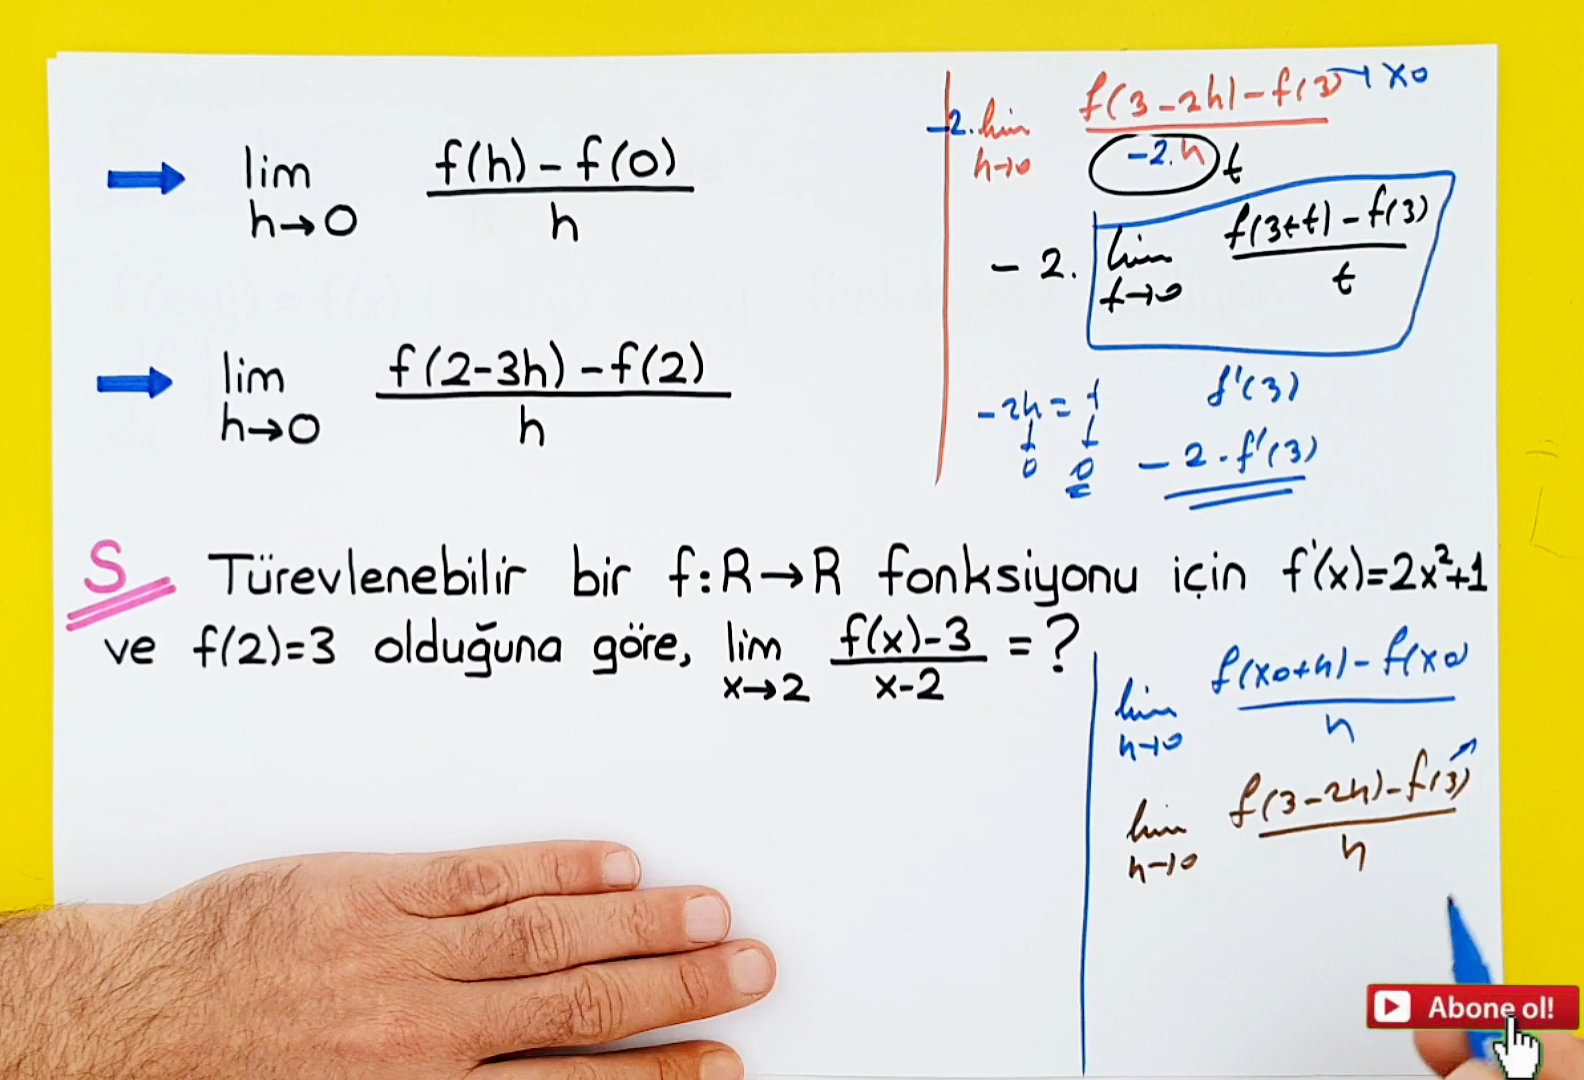 lim f(h) - f(0)
h→0 h
lim f(2-3h) - f(2)
h→0 h
-2. lim f(3-2h) - f(3) → x0
h→0 -2.h t
-2. lim f(3+t) - f(3)
t→0 t
-2h = t f'(3)
0 0 -2.f'(3)
S Türevlenebilir bir f:R→R fonksiyonu için f'(x)=2x²+1
ve f(2)=3 olduğuna göre, lim f(x)-3 = ?
x→2 x-2
lim f(x0+h) - f(x0)
h→0 h
lim f(3-2h) - f(3)
h→0 h
Abone ol!